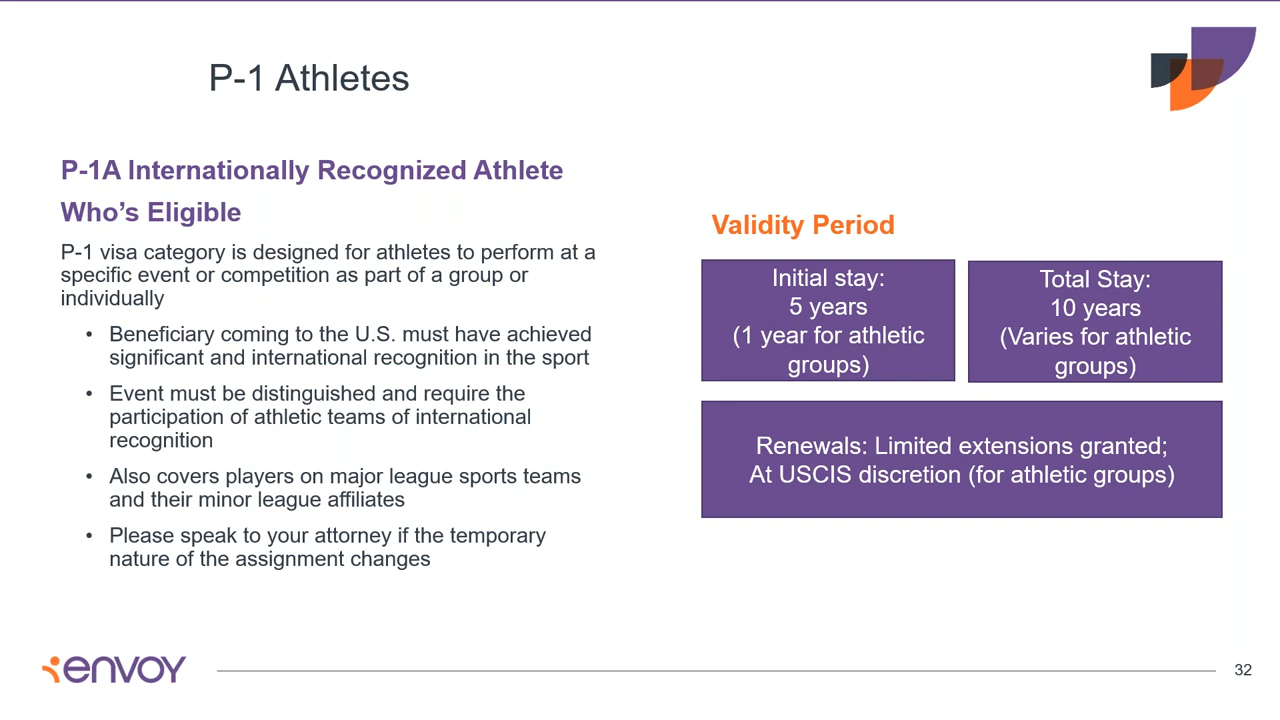 P-1 Athletes
P-1A Internationally Recognized Athlete
Who’s Eligible
P-1 visa category is designed for athletes to perform at a
specific event or competition as part of a group or
individually
• Beneficiary coming to the U.S. must have achieved
significant and international recognition in the sport
• Event must be distinguished and require the
participation of athletic teams of international
recognition
• Also covers players on major league sports teams
and their minor league affiliates
• Please speak to your attorney if the temporary
nature of the assignment changes
Validity Period
Initial stay:
5 years
(1 year for athletic
groups)
Total Stay:
10 years
(Varies for athletic
groups)
Renewals: Limited extensions granted;
At USCIS discretion (for athletic groups)
envoy
32